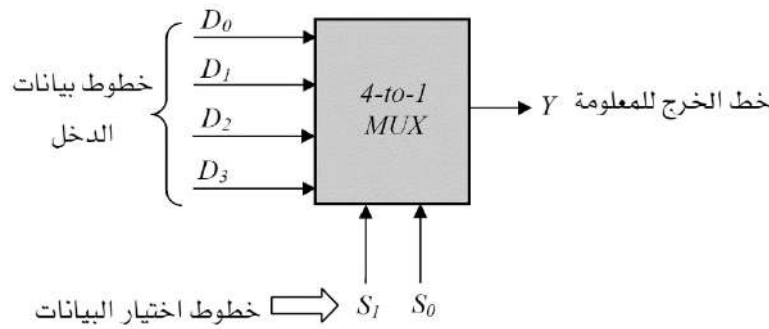 D0
D1
D2
D3
خطوط بيانات
الدخل
4-to-1
MUX
Y خط الخرج للمعلومة
خطوط اختيار البيانات S1 S0